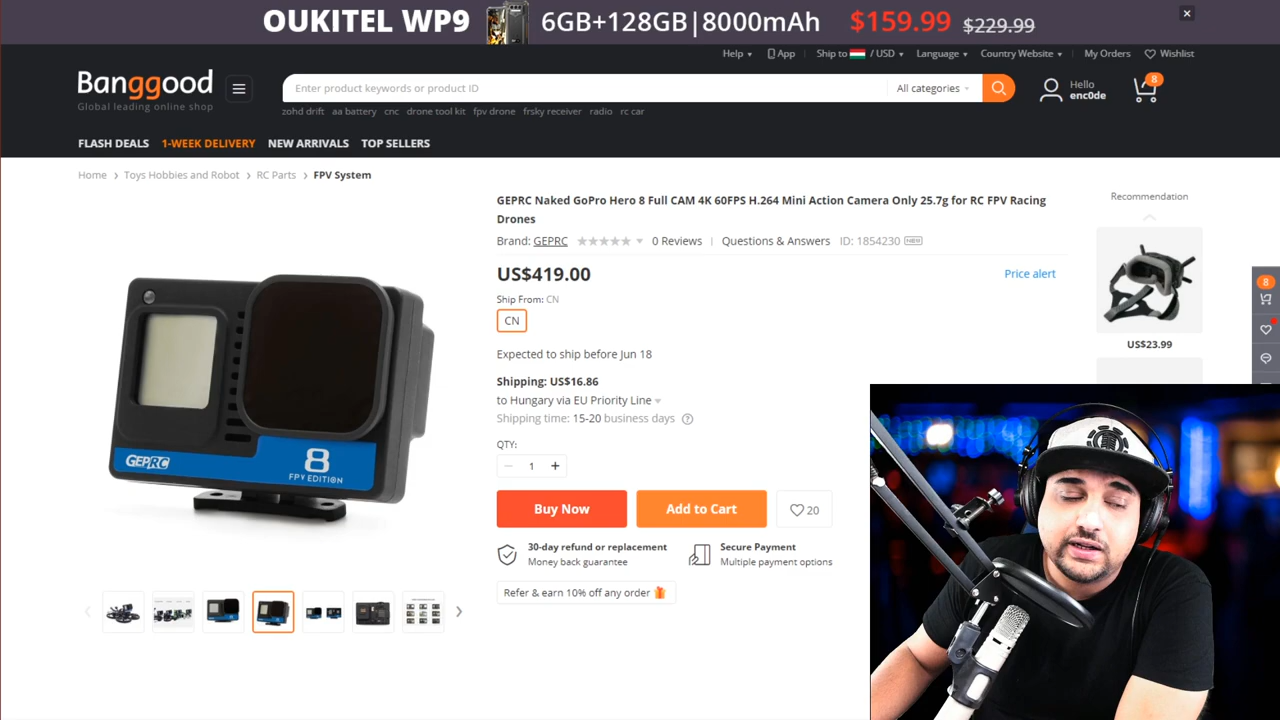 OUKITEL WP9 6GB+128GB|8000mAh $159.99 $229.99
Help App Ship to / USD Language Country Website My Orders Wishlist
Banggood
Global leading online shop
Enter product keywords or product ID All categories
Hello
enc0de
8
zohd drift aa battery cnc drone tool kit fpv drone frsky receiver radio rc car
FLASH DEALS 1-WEEK DELIVERY NEW ARRIVALS TOP SELLERS
Home > Toys Hobbies and Robot > RC Parts > FPV System
GEPRC Naked GoPro Hero 8 Full CAM 4K 60FPS H.264 Mini Action Camera Only 25.7g for RC FPV Racing
Drones
Brand: GEPRC 0 Reviews | Questions & Answers ID: 1854230 NEW
US$419.00 Price alert
Ship From: CN
CN
Expected to ship before Jun 18
Shipping: US$16.86
to Hungary via EU Priority Line
Shipping time: 15-20 business days ?
QTY:
− 1 +
Buy Now Add to Cart 20
30-day refund or replacement
Money back guarantee
Secure Payment
Multiple payment options
Refer & earn 10% off any order
Recommendation
US$23.99
8
GEPRC
8
FPV EDITION